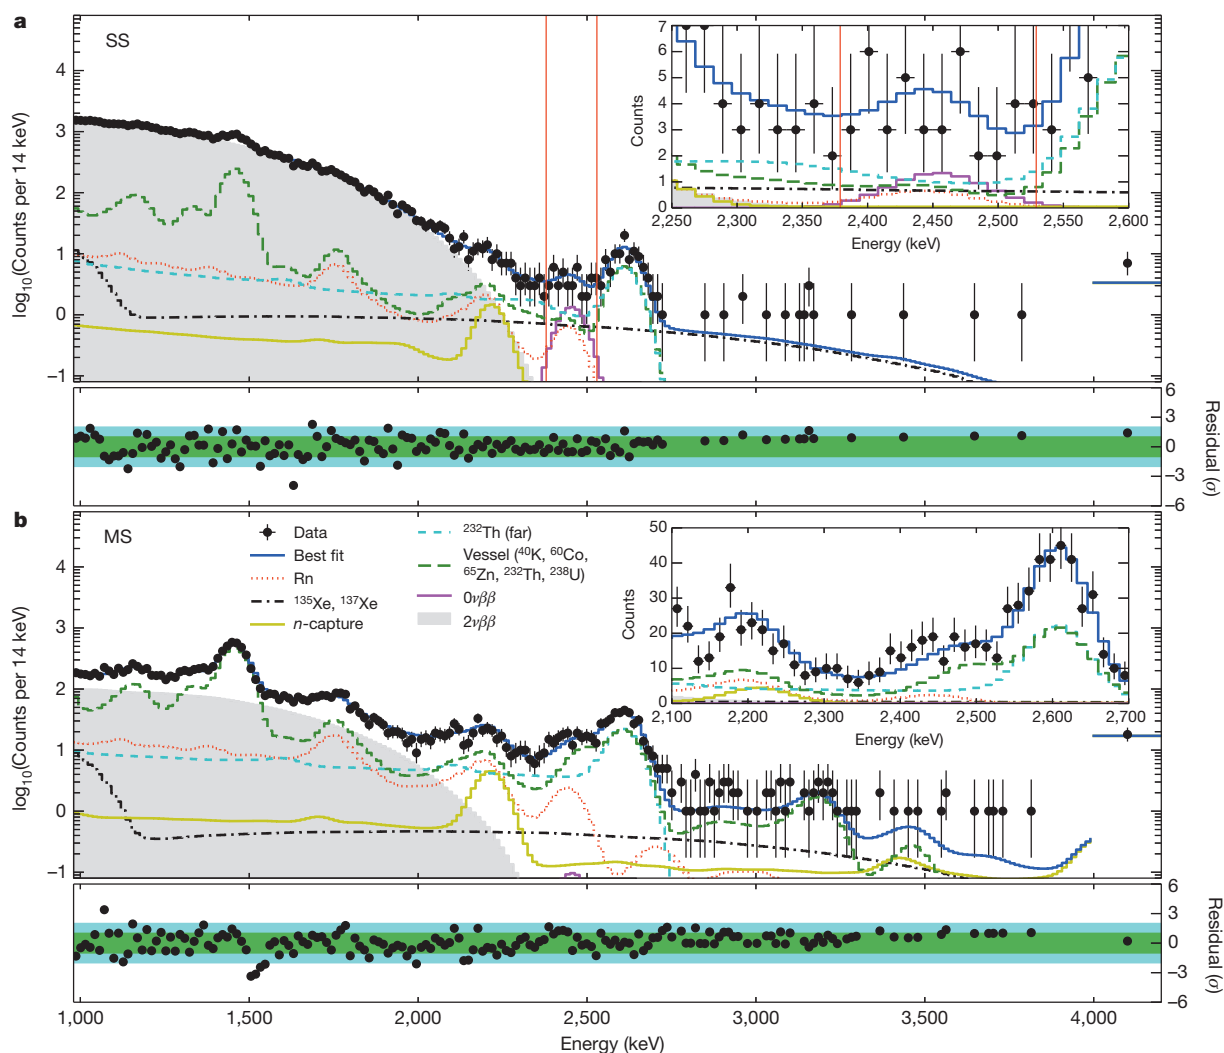 a
SS
log10(Counts per 14 keV)
4
3
2
1
0
−1
Counts
7
6
5
4
3
2
1
0
2,250 2,300 2,350 2,400 2,450 2,500 2,550 2,600
Energy (keV)
Residual (σ)
6
3
0
−3
−6
b
MS
Data
Best fit
Rn
¹³⁵Xe, ¹³⁷Xe
n-capture
²³²Th (far)
Vessel (⁴⁰K, ⁶⁰Co,
⁶⁵Zn, ²³²Th, ²³⁸U)
0νββ
2νββ
log10(Counts per 14 keV)
4
3
2
1
0
−1
Counts
50
40
30
20
10
0
2,100 2,200 2,300 2,400 2,500 2,600 2,700
Energy (keV)
Residual (σ)
6
3
0
−3
−6
1,000 1,500 2,000 2,500 3,000 3,500 4,000
Energy (keV)